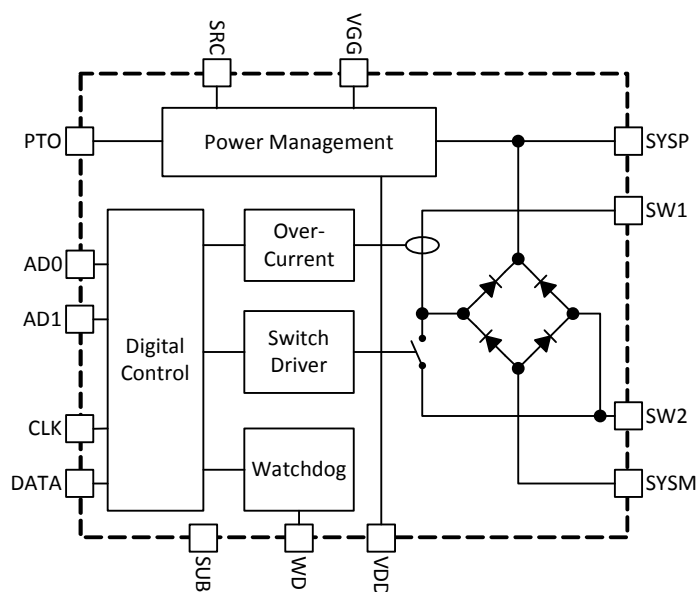 SRC
VGG
PTO
Power Management
SYSP
SW1
Over-
Current
AD0
AD1
Digital
Control
Switch
Driver
CLK
SW2
DATA
Watchdog
SYSM
SUB
WD
VDD